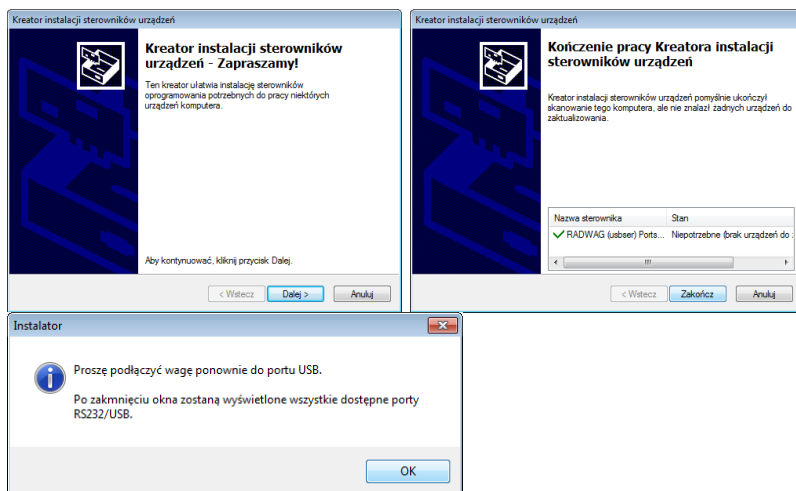 Kreator instalacji sterowników urządzeń
Kreator instalacji sterowników
urządzeń - Zapraszamy!
Ten kreator ułatwia instalację sterowników
oprogramowania potrzebnych do pracy niektórych
urządzeń komputera.
Aby kontynuować, kliknij przycisk Dalej.
< Wstecz
Dalej >
Anuluj
Kreator instalacji sterowników urządzeń
Kończenie pracy Kreatora instalacji
sterowników urządzeń
Kreator instalacji sterowników urządzeń pomyślnie ukończył
skanowanie tego komputera, ale nie znalazł żadnych urządzeń do
zaktualizowania.
Nazwa sterownika Stan
RADWAG (usbser) Ports... Niepotrzebne (brak urządzeń do
< Wstecz
Zakończ
Anuluj
Instalator
Proszę podłączyć wagę ponownie do portu USB.
Po zakmnięciu okna zostaną wyświetlone wszystkie dostępne porty
RS232/USB.
OK